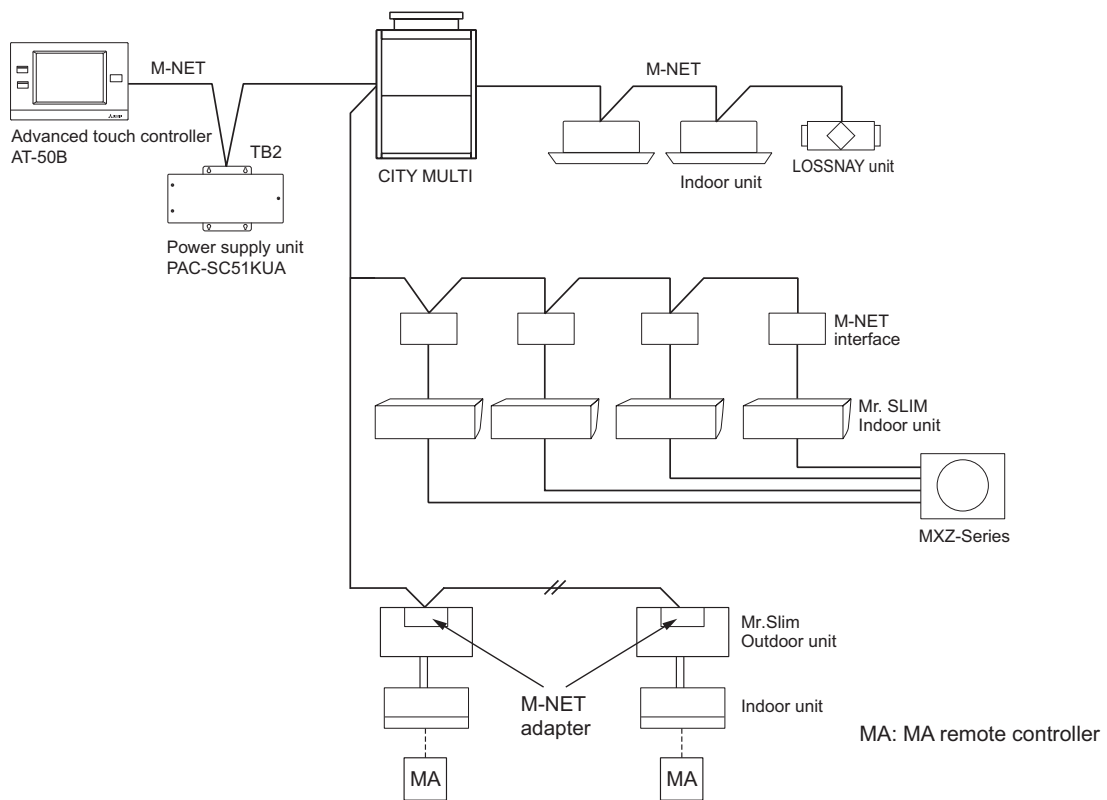 M-NET
Advanced touch controller
AT-50B
TB2
Power supply unit
PAC-SC51KUA
CITY MULTI
M-NET
Indoor unit
LOSSNAY unit
M-NET
interface
Mr. SLIM
Indoor unit
MXZ-Series
Mr.Slim
Outdoor unit
M-NET
adapter
Indoor unit
MA: MA remote controller
MA
MA